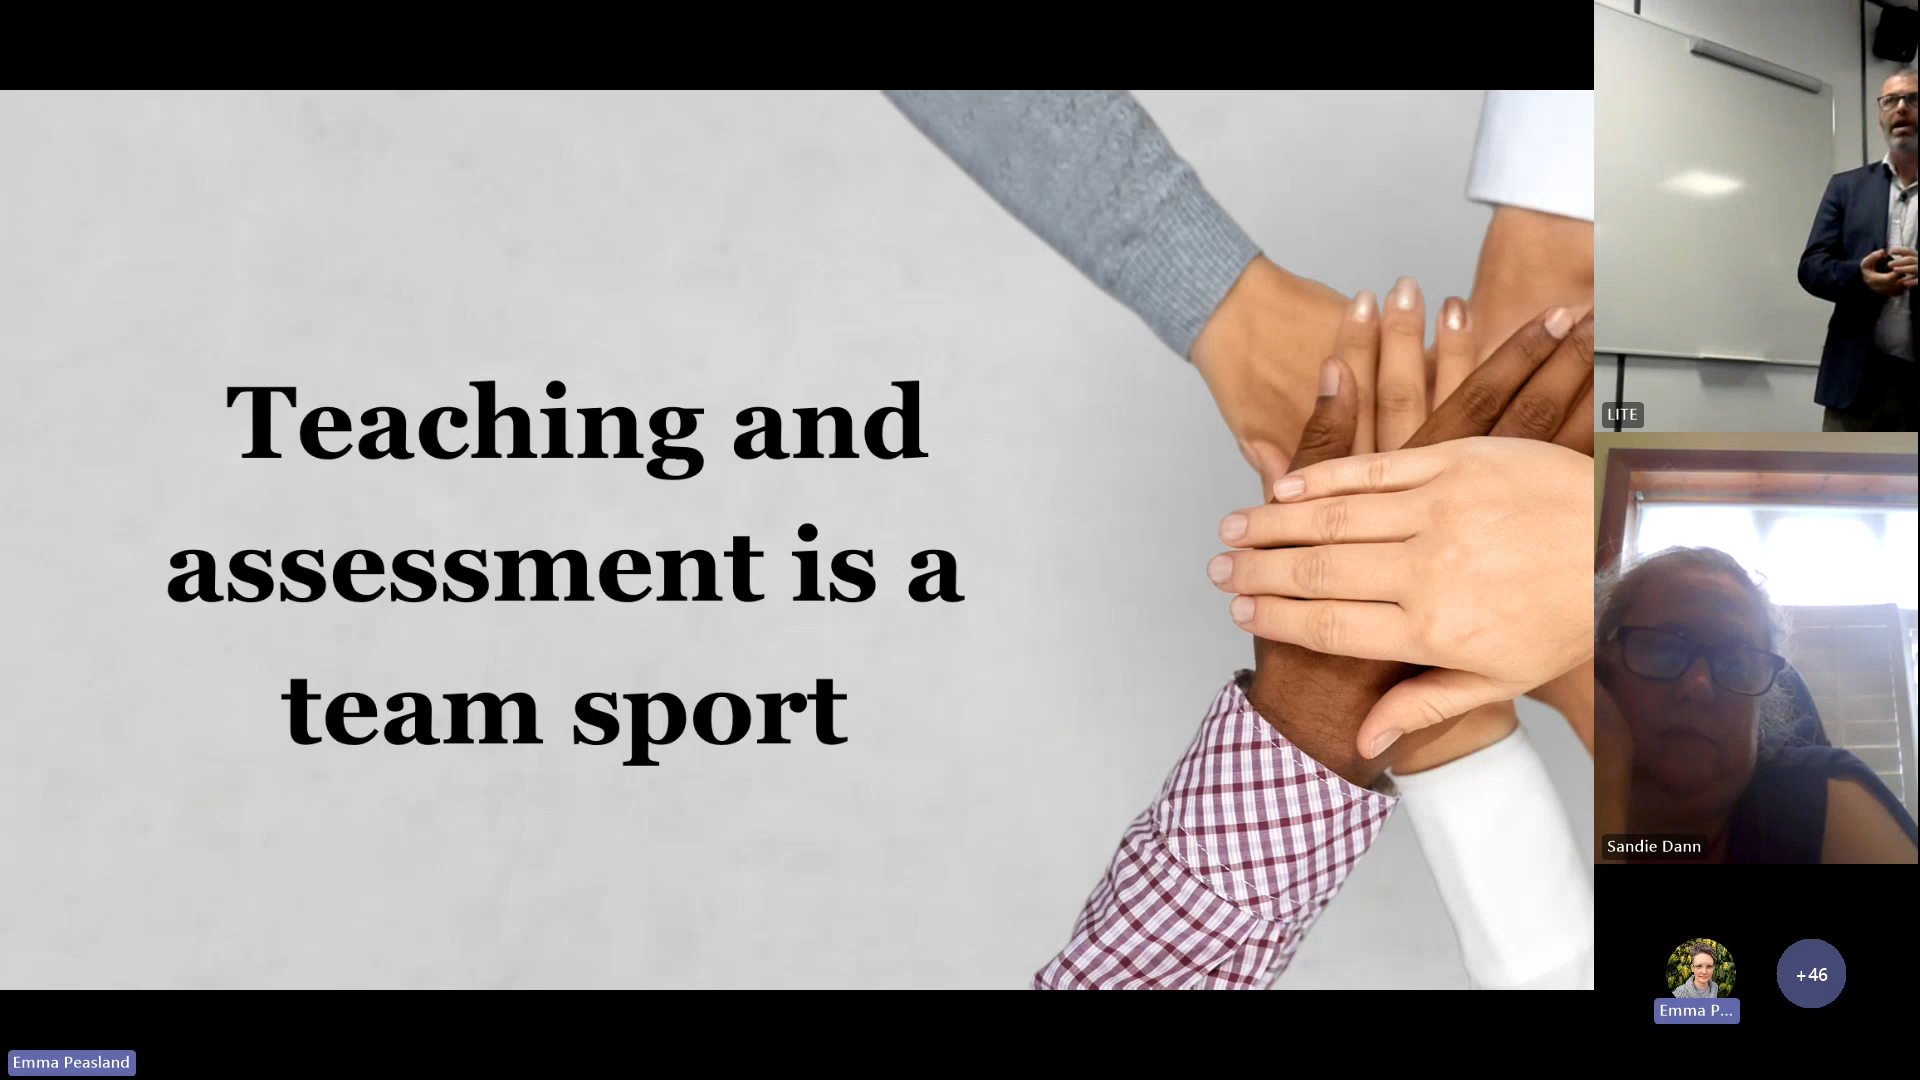 Teaching and
assessment is a
team sport
LITE
Sandie Dann
Emma P...
+46
Emma Peasland